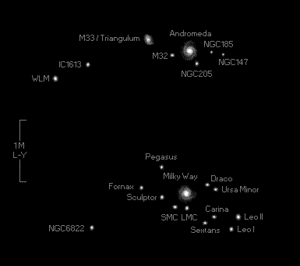 Andromeda
M33 / Triangulum
NGC185
M32
NGC147
IC1613
NGC205
WLM
1M
L-Y
Pegasus
Milky Way
Draco
Fornax
Ursa Minor
Sculptor
SMC LMC
Carina
Leo II
NGC6822
Sextans
Leo I